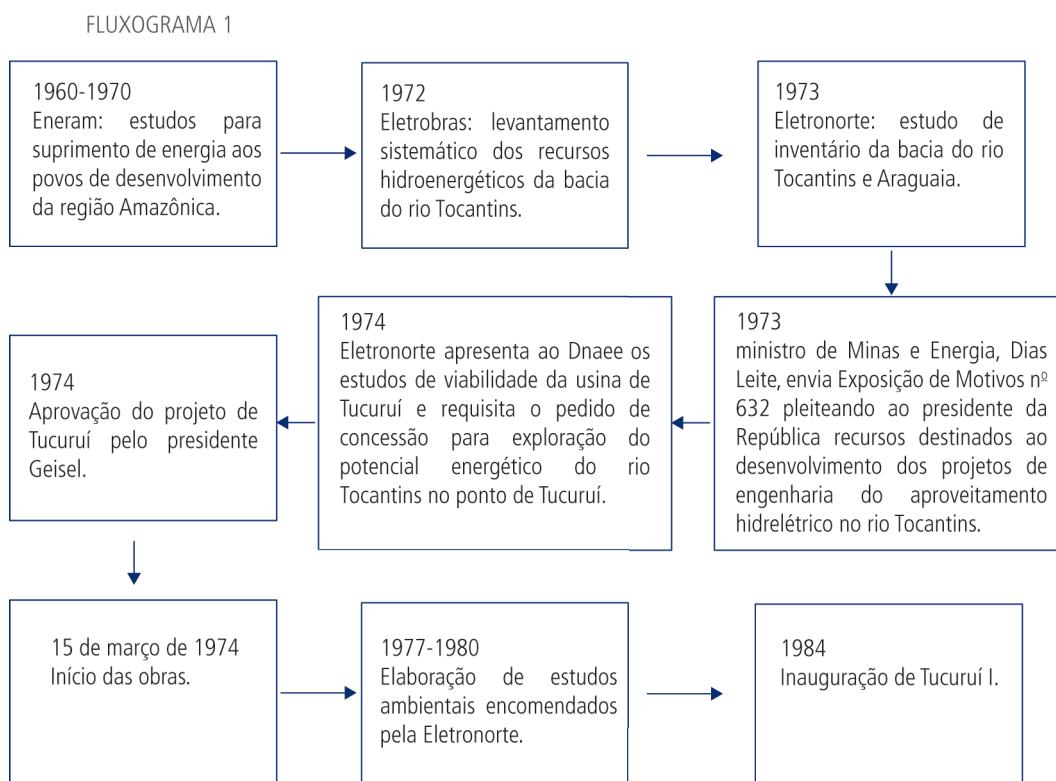 FLUXOGRAMA 1
1960-1970
Eneram: estudos para
suprimento de energia aos
povos de desenvolvimento
da região Amazônica.
1972
Eletrobras: levantamento
sistemático dos recursos
hidroenergéticos da bacia
do rio Tocantins.
1973
Eletronorte: estudo de
inventário da bacia do rio
Tocantins e Araguaia.
1973
ministro de Minas e Energia, Dias
Leite, envia Exposição de Motivos nº
632 pleiteando ao presidente da
República recursos destinados ao
desenvolvimento dos projetos de
engenharia do aproveitamento
hidrelétrico no rio Tocantins.
1974
Eletronorte apresenta ao Dnaee os
estudos de viabilidade da usina de
Tucuruí e requisita o pedido de
concessão para exploração do
potencial energético do rio
Tocantins no ponto de Tucuruí.
1974
Aprovação do projeto de
Tucuruí pelo presidente
Geisel.
15 de março de 1974
Início das obras.
1977-1980
Elaboração de estudos
ambientais encomendados
pela Eletronorte.
1984
Inauguração de Tucuruí I.